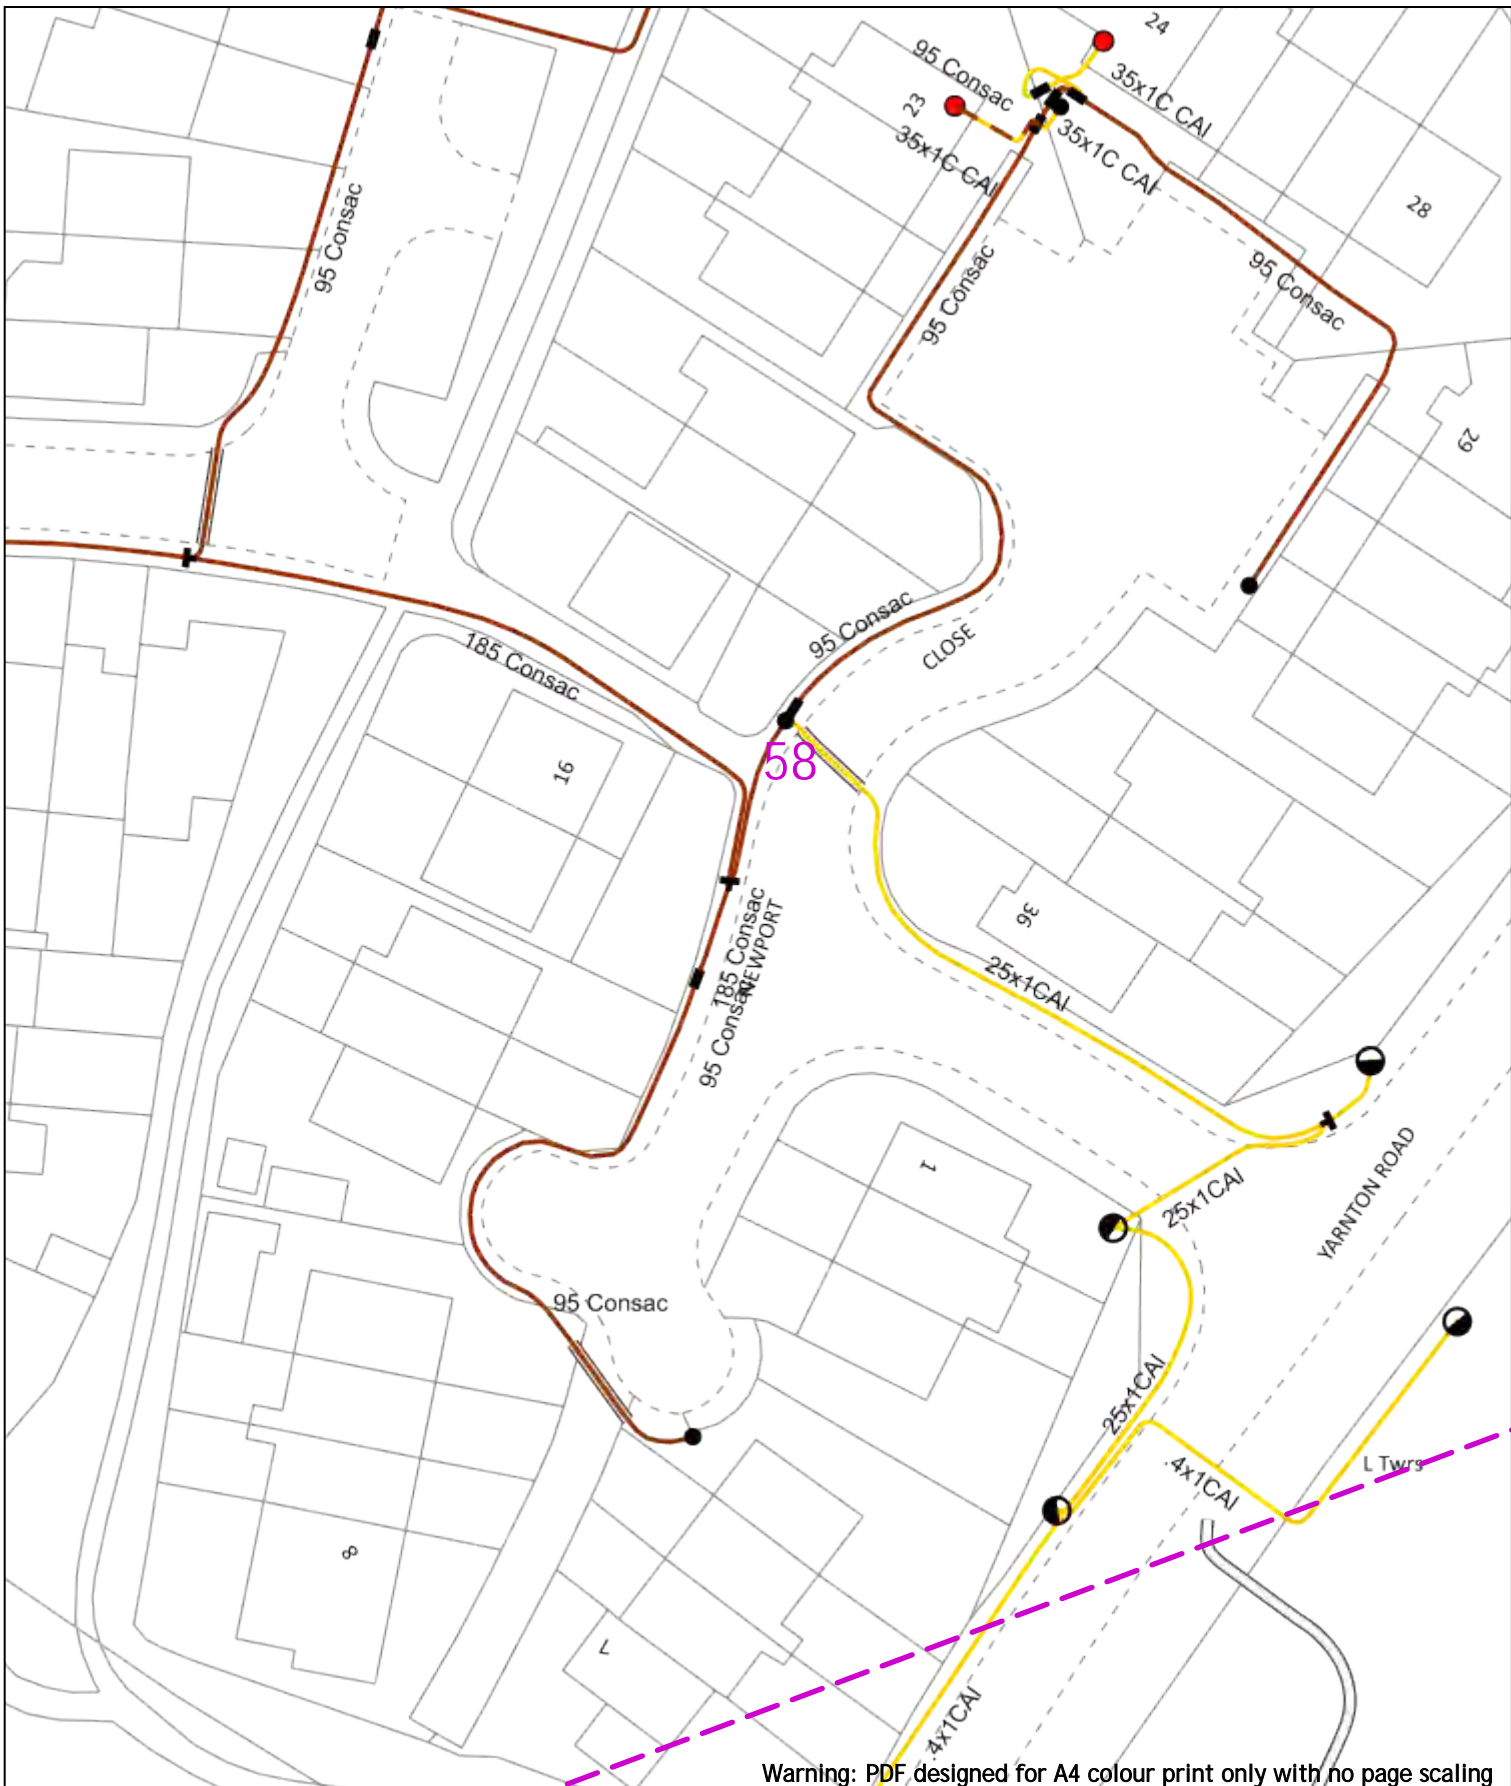 24
95 Consac
23
35x1C CAI
35x1C CAI
35x1C CAI
28
95 Consac
95 Consac
95 Consac
29
95 Consac
CLOSE
185 Consac
16
58
36
185 Consac
NEWPORT
95 Consac
25x1CAI
1
25x1CAI
YARNTON ROAD
95 Consac
25x1CAI
.4x1CAI
L Twrs
8
7
.4x1CAI
Warning: PDF designed for A4 colour print only with no page scaling